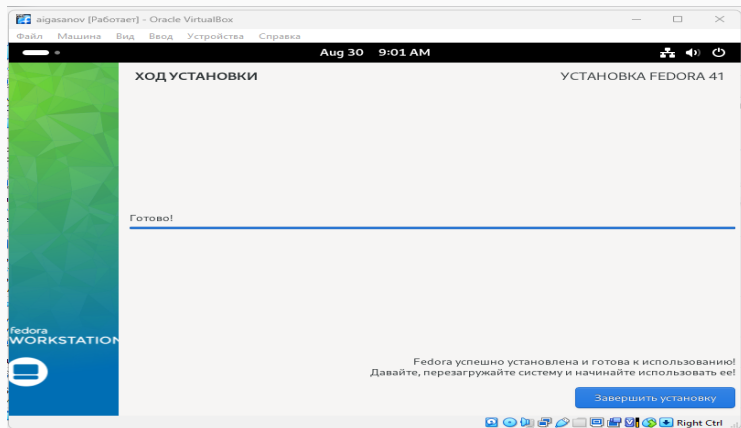 aigasanov [Работает] - Oracle VirtualBox
Файл Машина Вид Ввод Устройства Справка
Aug 30 9:01 AM
ХОД УСТАНОВКИ
УСТАНОВКА FEDORA 41
Готово!
fedora
WORKSTATION
Fedora успешно установлена и готова к использованию!
Давайте, перезагружайте систему и начинайте использовать ее!
Завершить установку
Right Ctrl